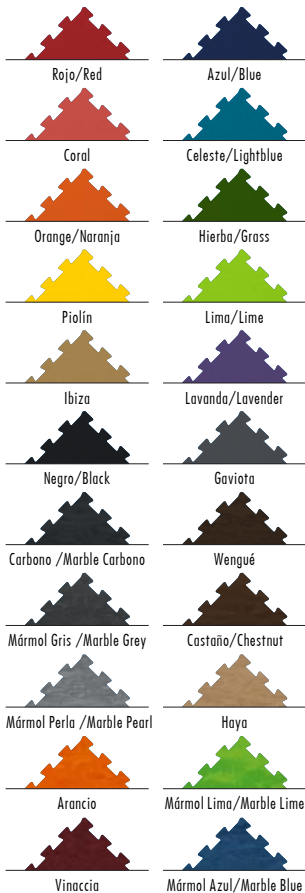 Rojo/Red
Azul/Blue
Coral
Celeste/Lightblue
Orange/Naranja
Hierba/Grass
Piolín
Lima/Lime
Ibiza
Lavanda/Lavender
Negro/Black
Gaviota
Carbono /Marble Carbono
Wengué
Mármol Gris /Marble Grey
Castaño/Chestnut
Mármol Perla /Marble Pearl
Haya
Arancio
Mármol Lima/Marble Lime
Vinaccia
Mármol Azul/Marble Blue